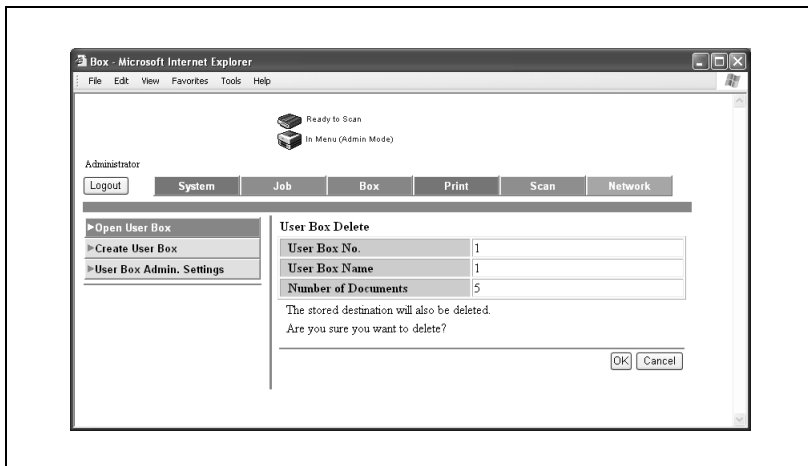 Box - Microsoft Internet Explorer
File Edit View Favorites Tools Help
Ready to Scan
In Menu (Admin Mode)
Administrator
Logout System Job Box Print Scan Network
Open User Box
Create User Box
User Box Admin. Settings
User Box Delete
User Box No. 1
User Box Name 1
Number of Documents 5
The stored destination will also be deleted.
Are you sure you want to delete?
OK Cancel